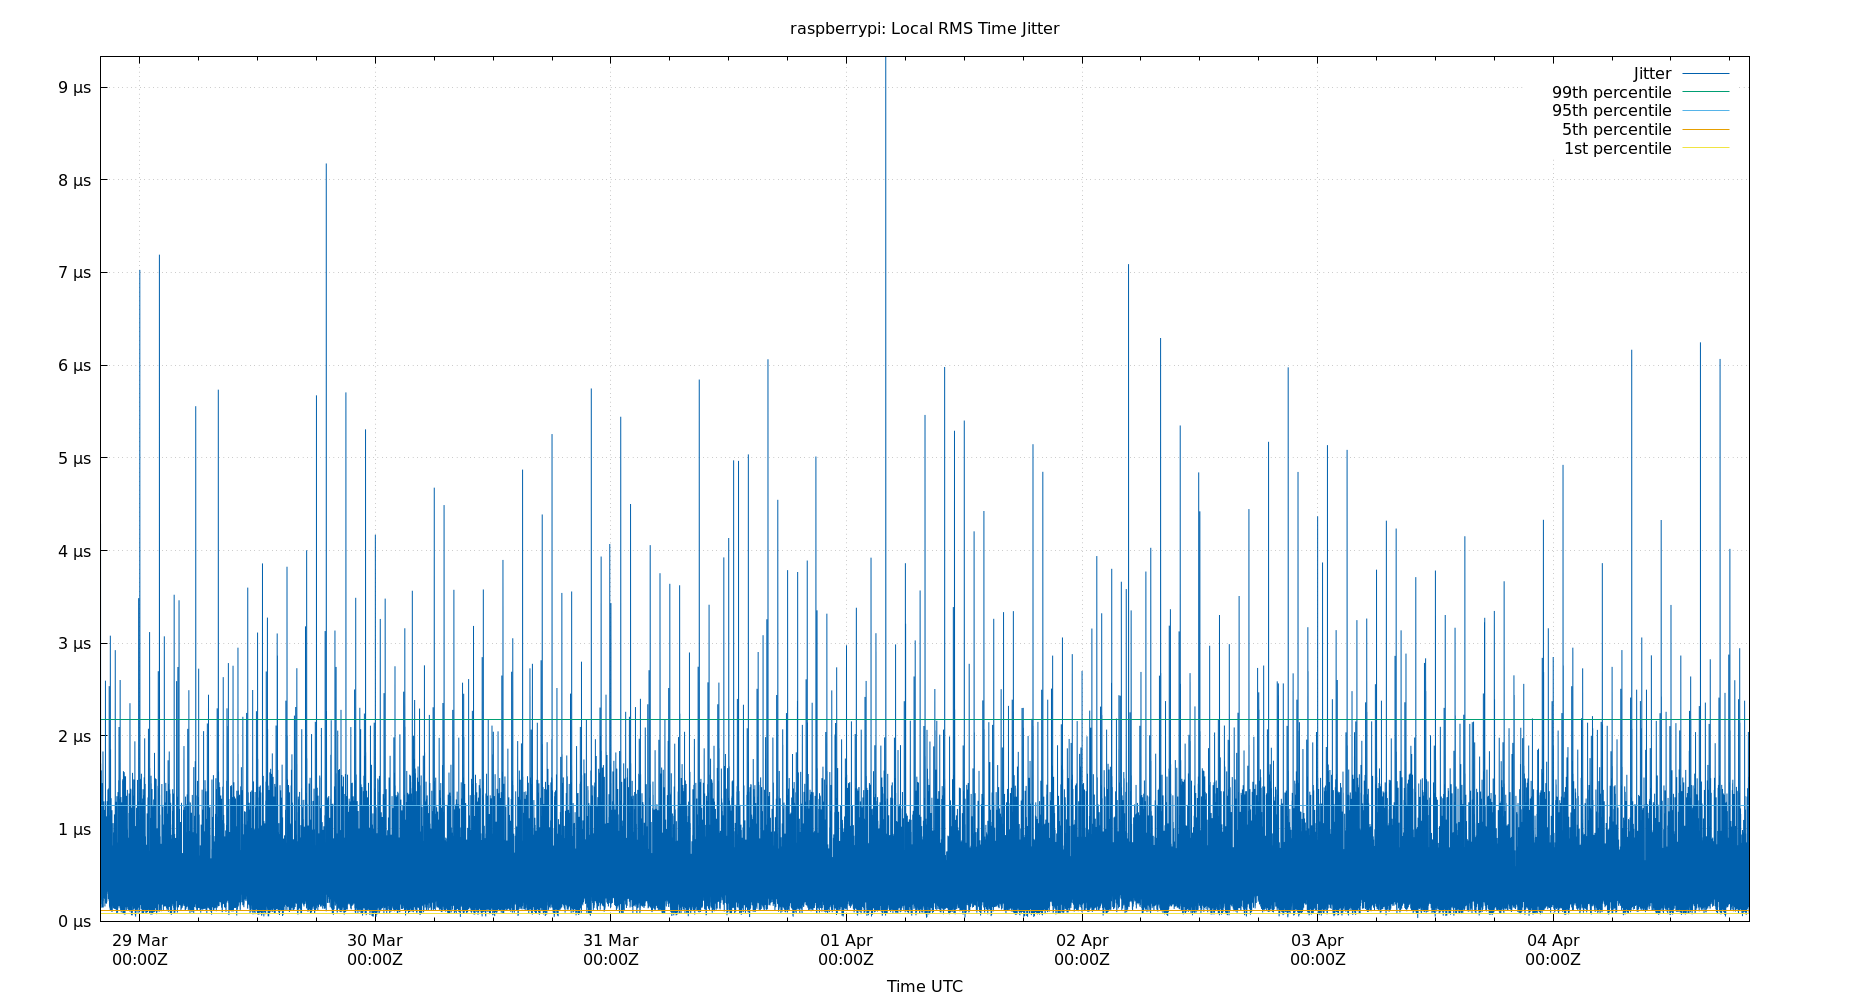 raspberrypi: Local RMS Time Jitter
Jitter
99th percentile
95th percentile
5th percentile
1st percentile
9 µs
8 µs
7 µs
6 µs
5 µs
4 µs
3 µs
2 µs
1 µs
0 µs
29 Mar 30 Mar 31 Mar 01 Apr 02 Apr 03 Apr 04 Apr
00:00Z 00:00Z 00:00Z 00:00Z 00:00Z 00:00Z 00:00Z
Time UTC